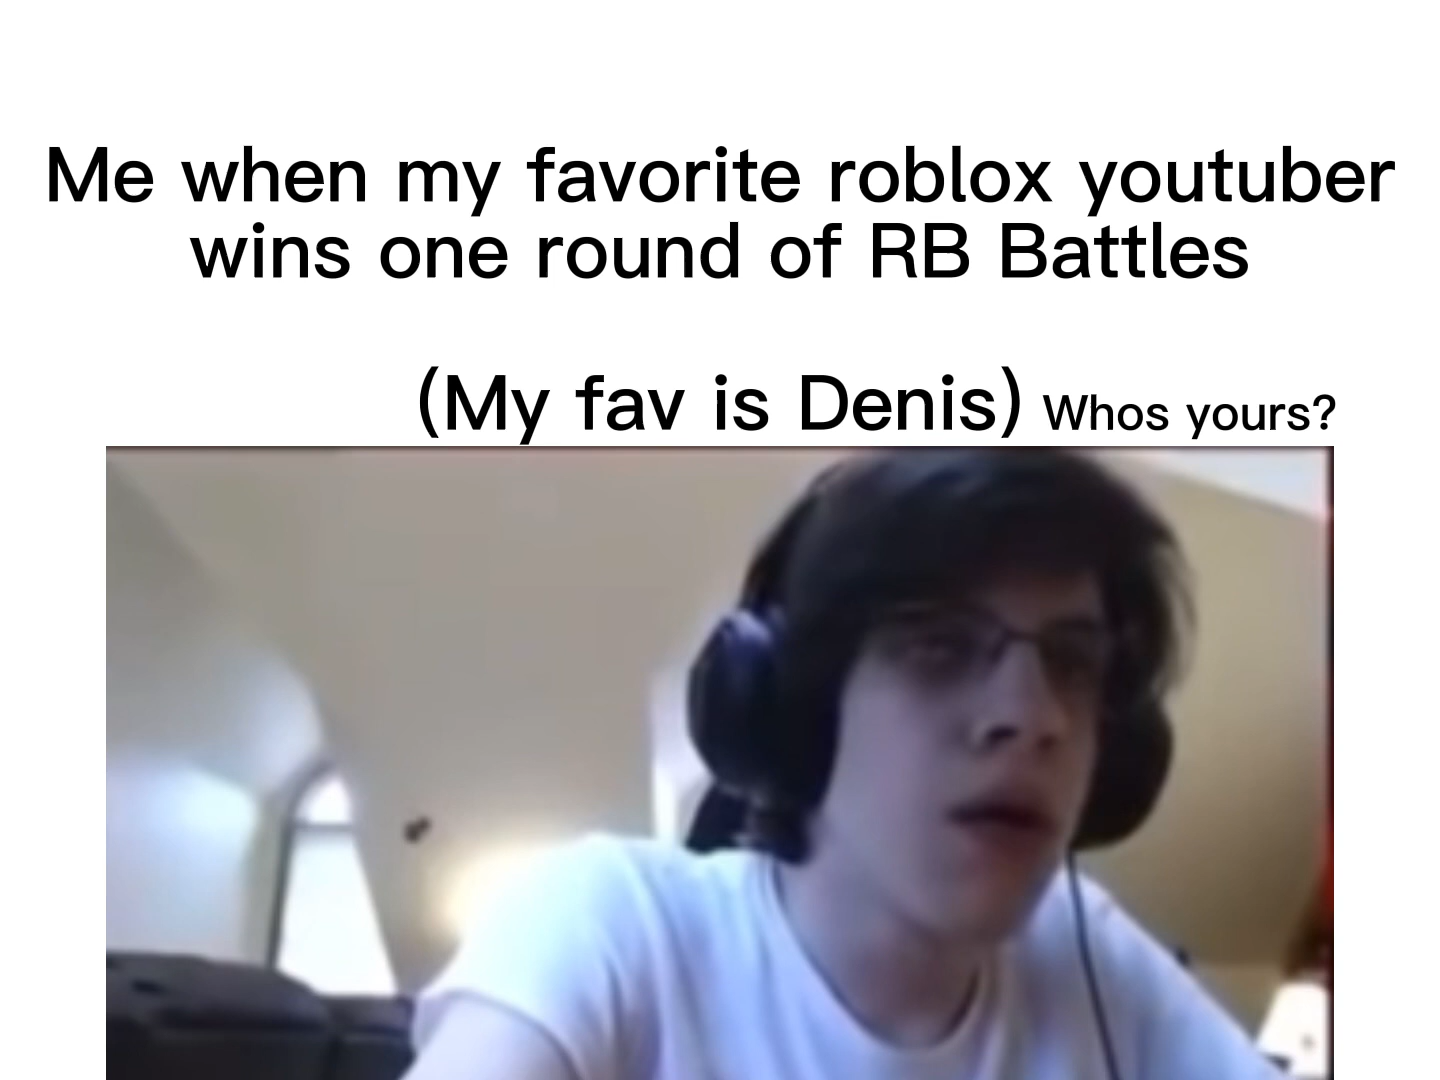 Me when my favorite roblox youtuber
wins one round of RB Battles
(My fav is Denis) Whos yours?